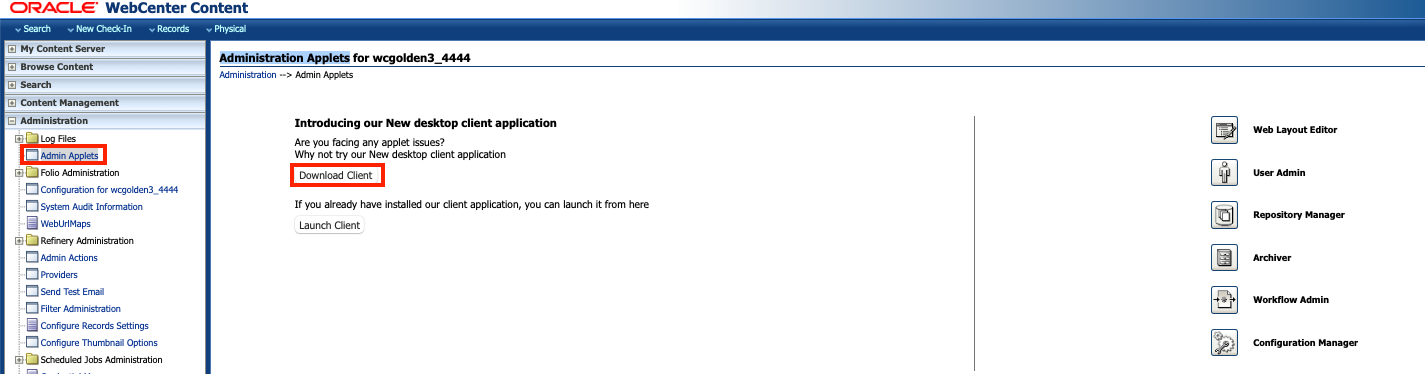 ORACLE WebCenter Content
Search New Check-In Records Physical
My Content Server
Browse Content
Search
Content Management
Administration
Log Files
Admin Applets
Folio Administration
Configuration for wcgolden3_4444
System Audit Information
WebUrlMaps
Refinery Administration
Admin Actions
Providers
Send Test Email
Filter Administration
Configure Records Settings
Configure Thumbnail Options
Scheduled Jobs Administration
Administration Applets for wcgolden3_4444
Administration --> Admin Applets
Introducing our New desktop client application
Are you facing any applet issues?
Why not try our New desktop client application
Download Client
If you already have installed our client application, you can launch it from here
Launch Client
Web Layout Editor
User Admin
Repository Manager
Archiver
Workflow Admin
Configuration Manager